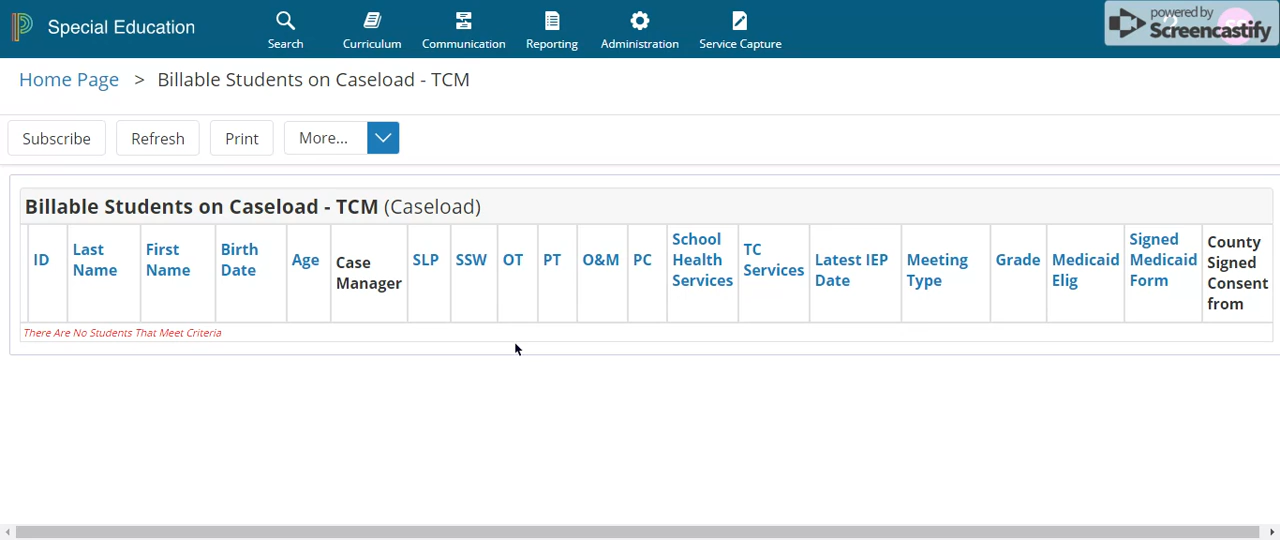 Special Education
Search
Curriculum
Communication
Reporting
Administration
Service Capture
powered by
Screencastify
Home Page > Billable Students on Caseload - TCM
Subscribe
Refresh
Print
More...
Billable Students on Caseload - TCM (Caseload)
ID
Last
Name
First
Name
Birth
Date
Age
Case
Manager
SLP
SSW
OT
PT
O&M
PC
School
Health
Services
TC
Services
Latest IEP
Date
Meeting
Type
Grade
Medicaid
Elig
Signed
Medicaid
Form
County
Signed
Consent
from
There Are No Students That Meet Criteria